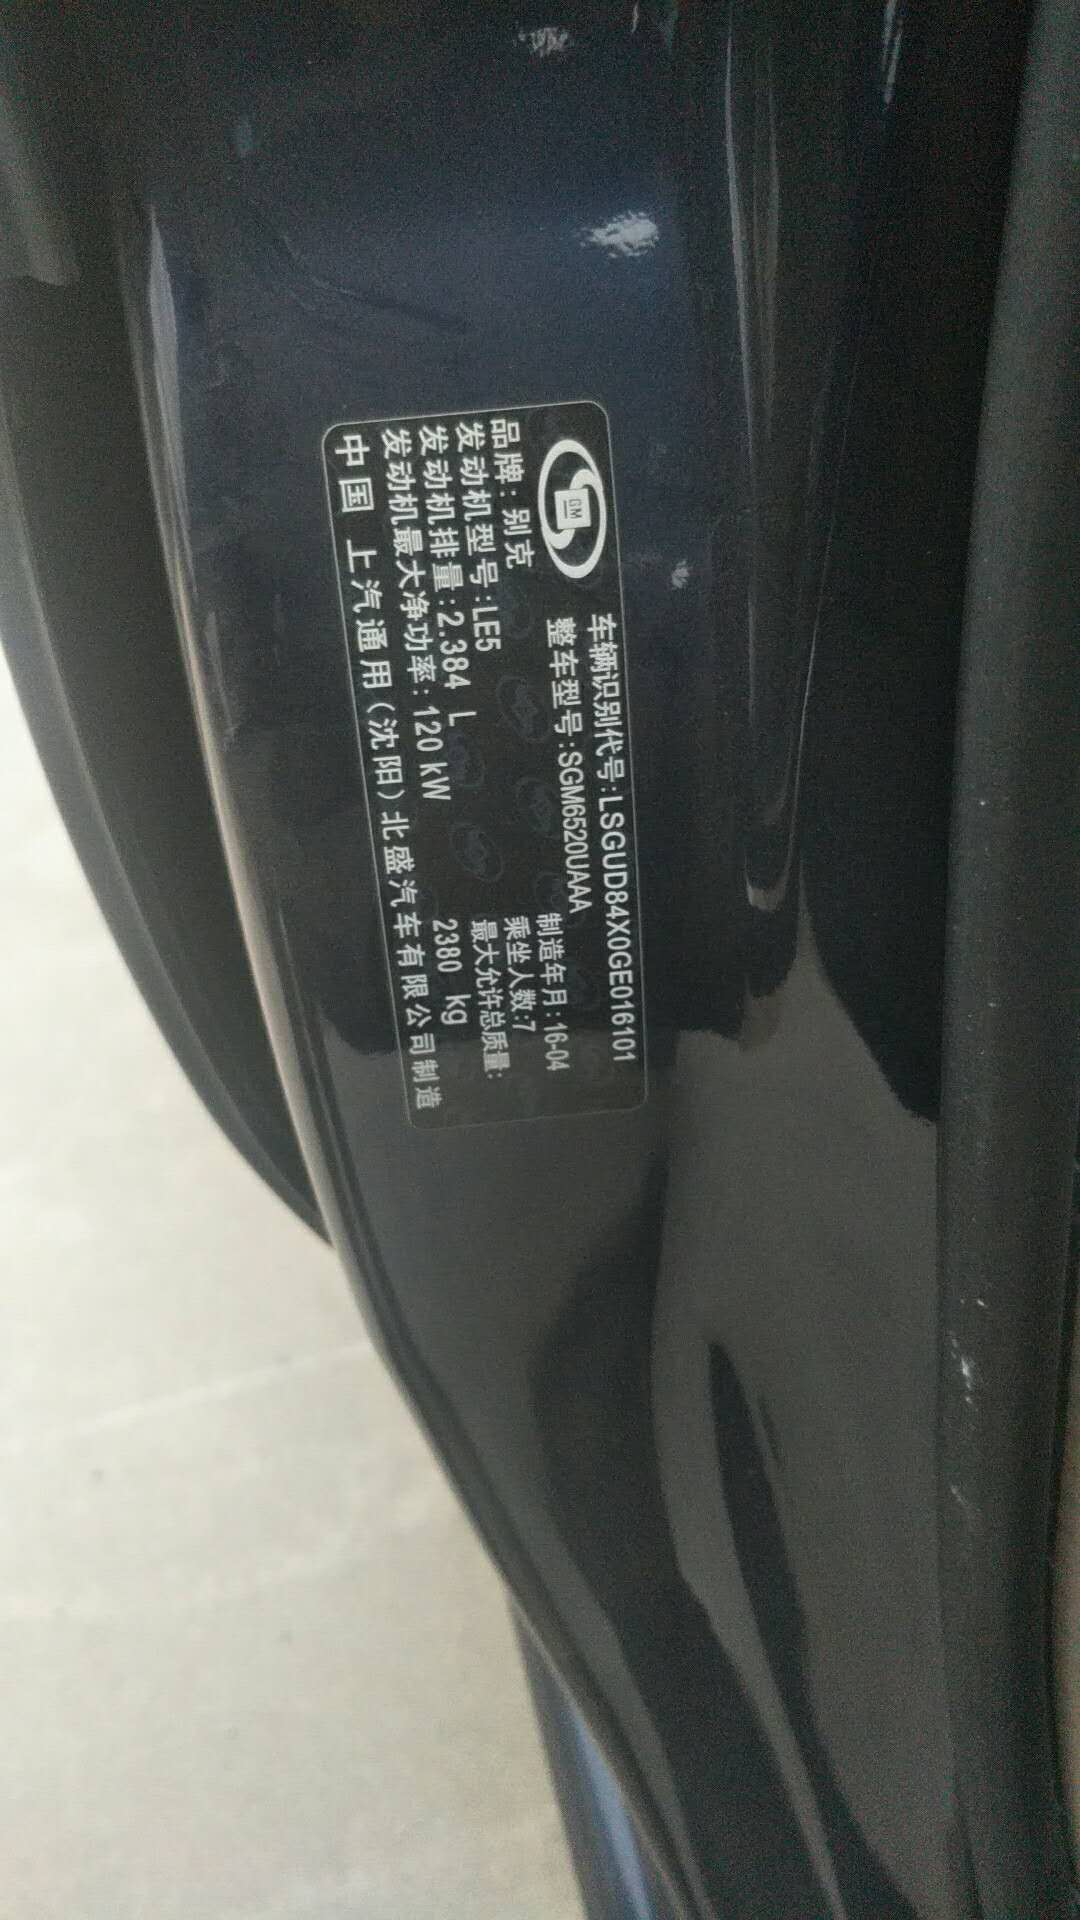 GM
车辆识别代号:LSGUD84X0GE016101
整车型号:SGM6520UAAA
品牌:别克
制造年月:16-04
发动机型号:LE5
乘坐人数:7
发动机排量:2.384 L
最大允许总质量:
发动机最大净功率:120 kW
2380 kg
中国 上汽通用(沈阳)北盛汽车有限公司制造